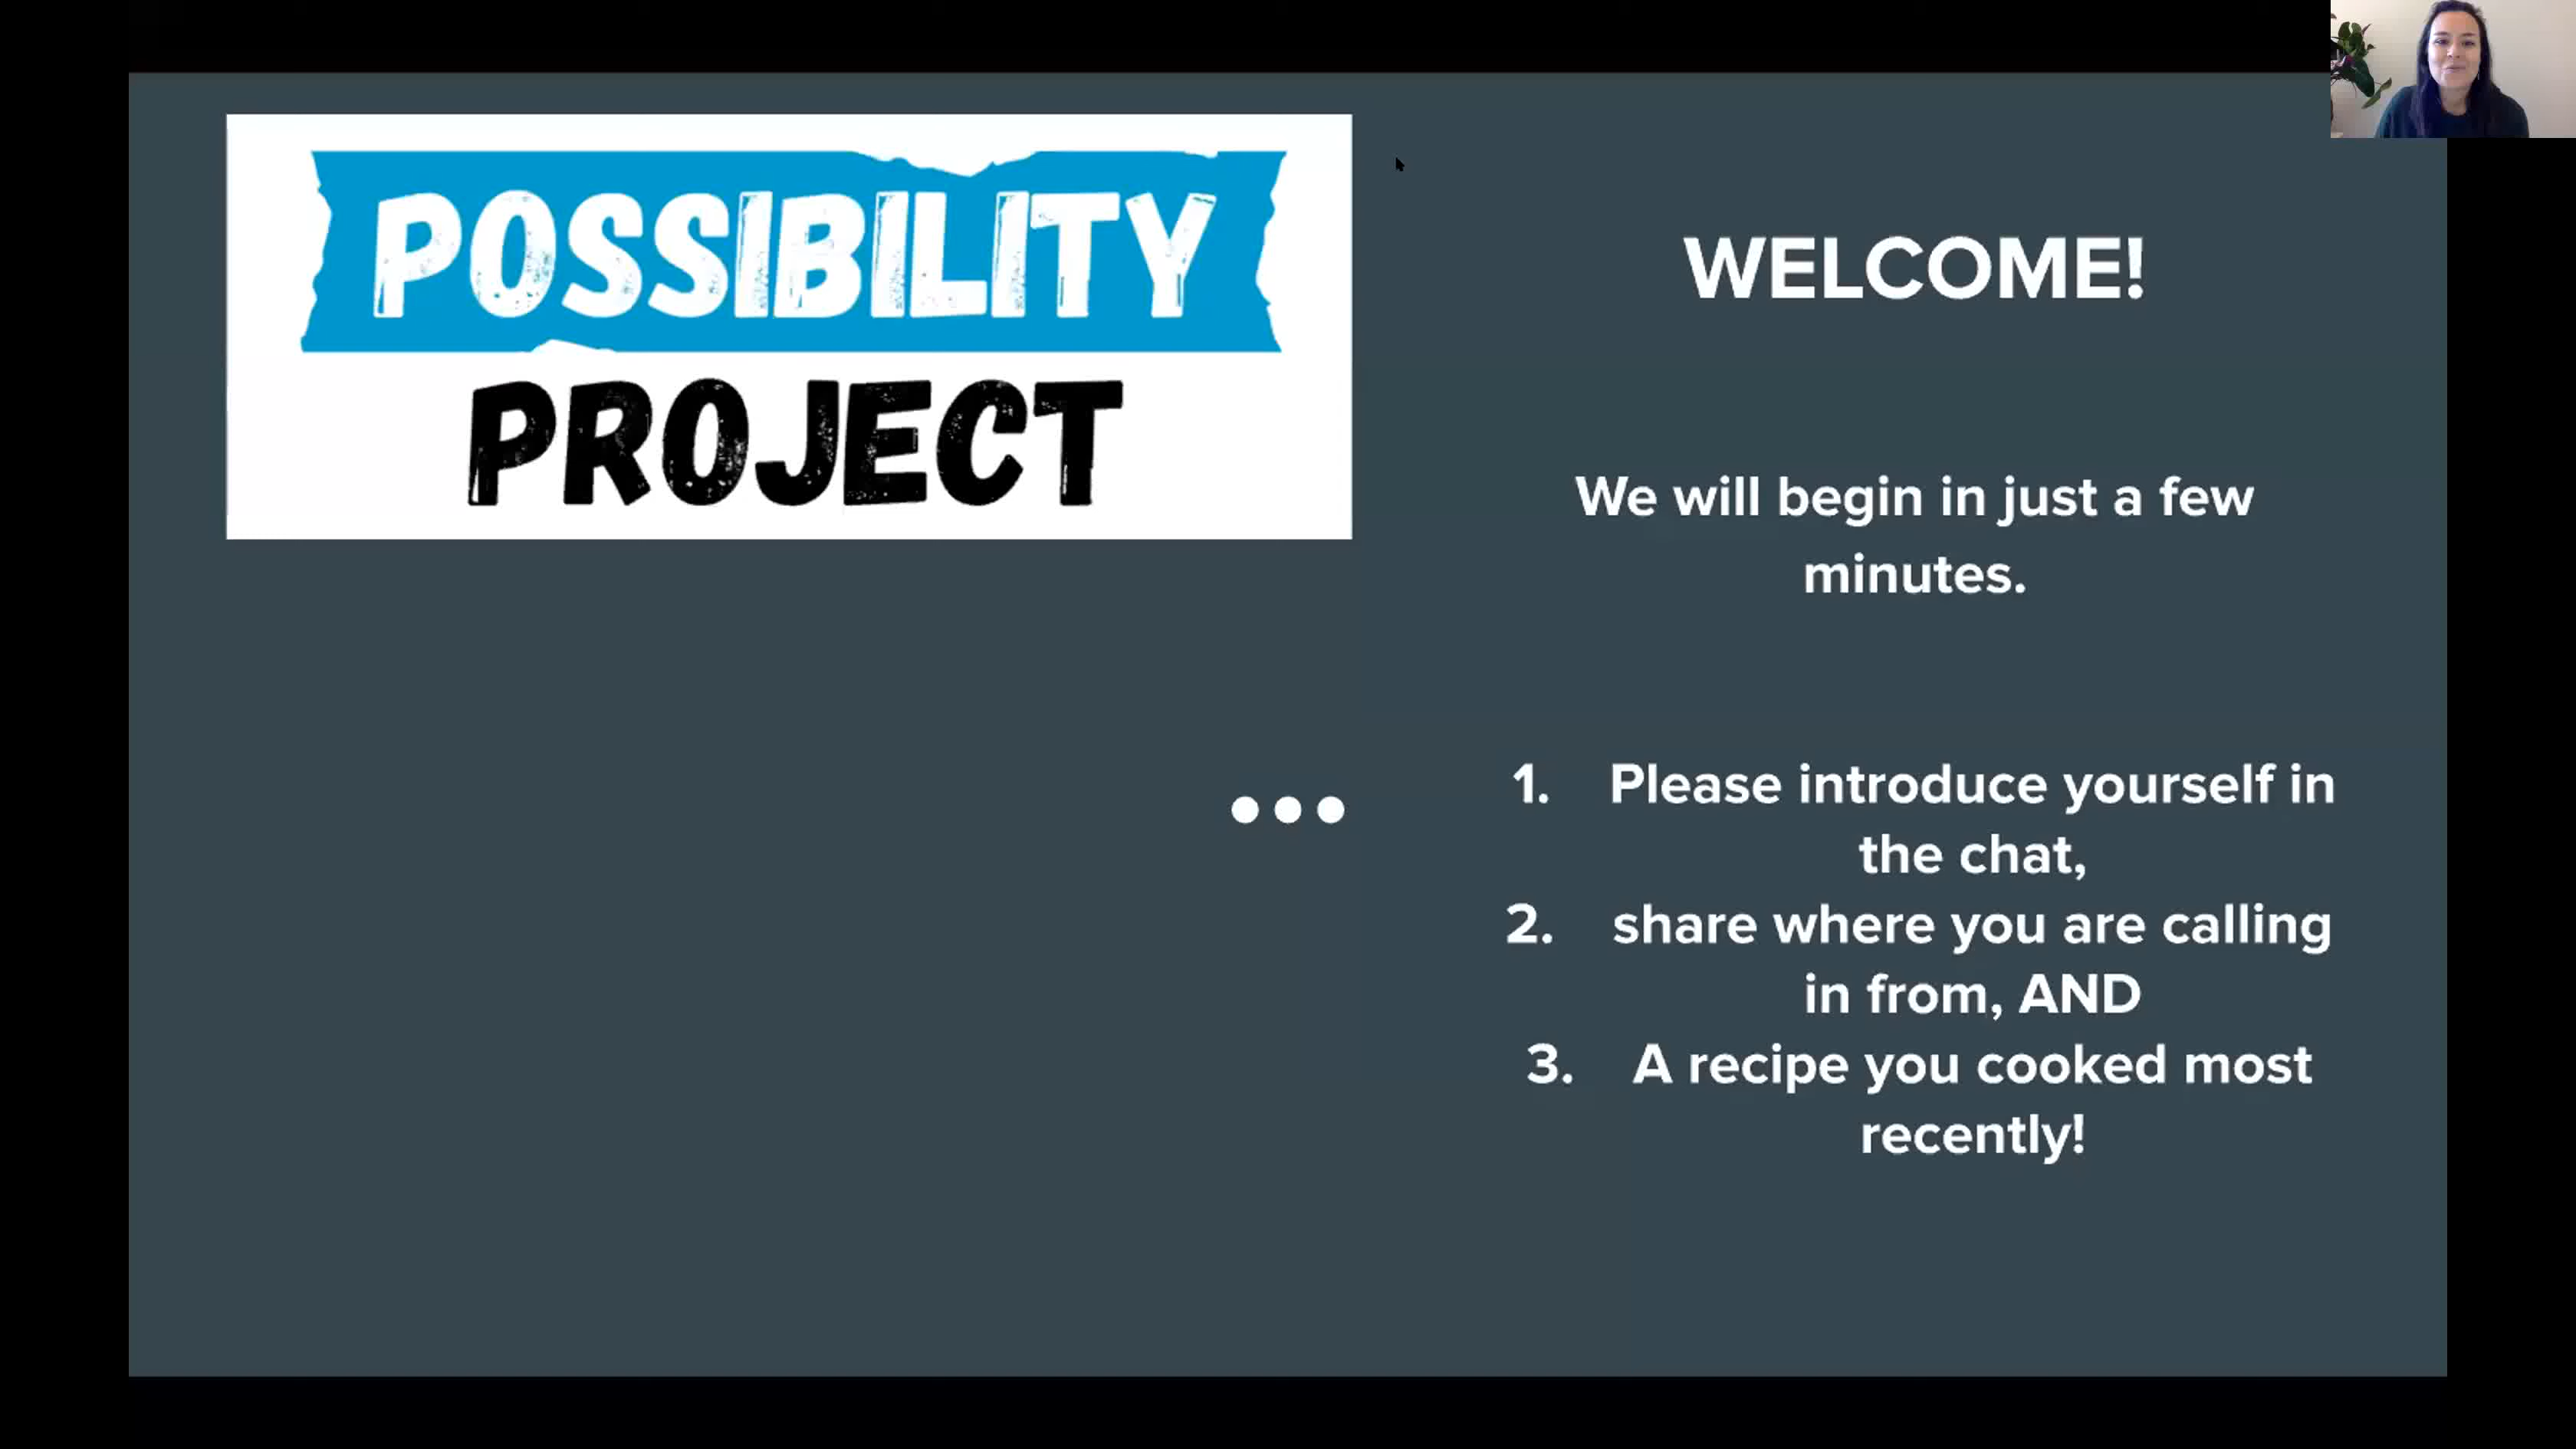 POSSIBILITY
PROJECT
WELCOME!
We will begin in just a few
minutes.
1. Please introduce yourself in
the chat,
2. share where you are calling
in from, AND
3. A recipe you cooked most
recently!